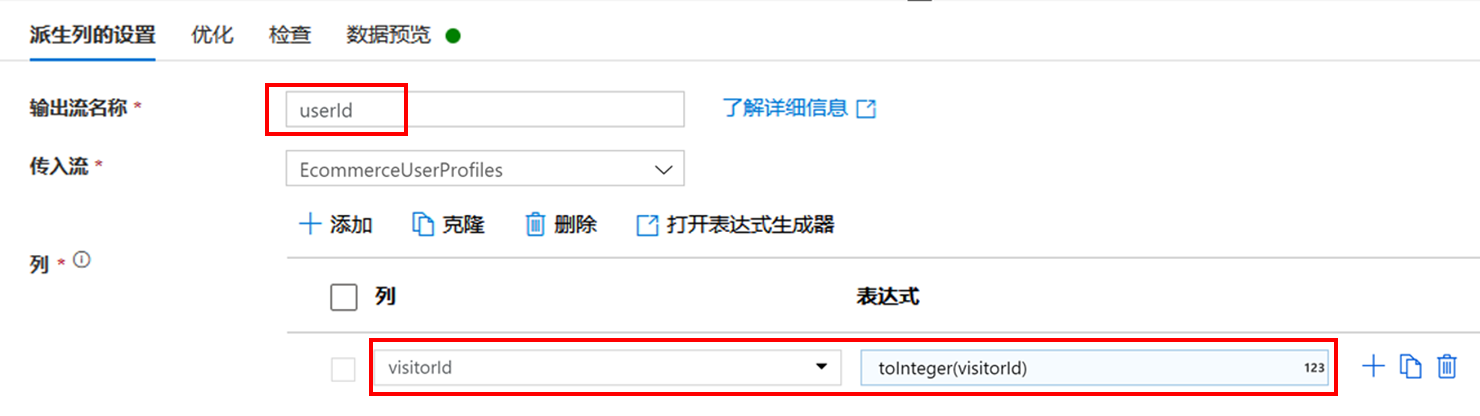 派生列的设置 优化 检查 数据预览
输出流名称 * userId 了解详细信息
传入流 * EcommerceUserProfiles
添加 克隆 删除 打开表达式生成器
列 *
列 表达式
visitorId toInteger(visitorId) 123